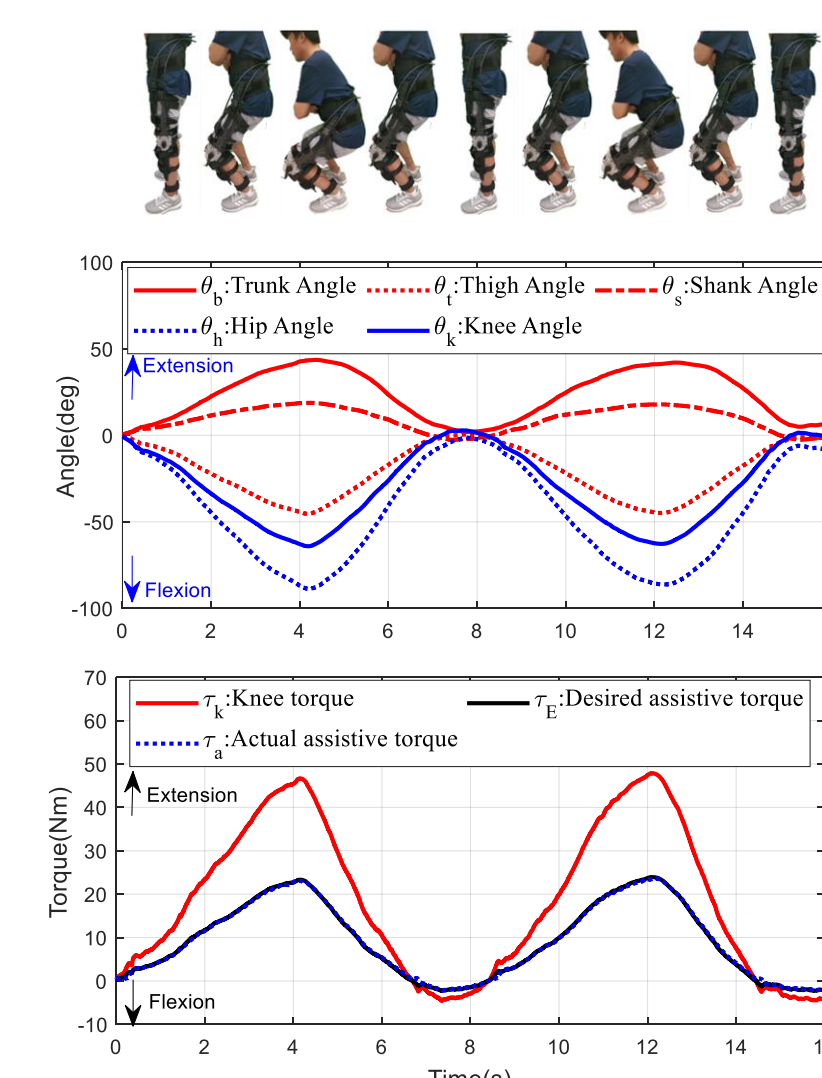 100
θb:Trunk Angle θt:Thigh Angle θs:Shank Angle
θh:Hip Angle θk:Knee Angle
50
Extension
Angle(deg)
0
-50
Flexion
-100
0 2 4 6 8 10 12 14
70
τk:Knee torque τE:Desired assistive torque
60
τa:Actual assistive torque
50
Extension
40
Torque(Nm)
30
20
10
0
Flexion
-10
0 2 4 6 8 10 12 14 1
Time(s)